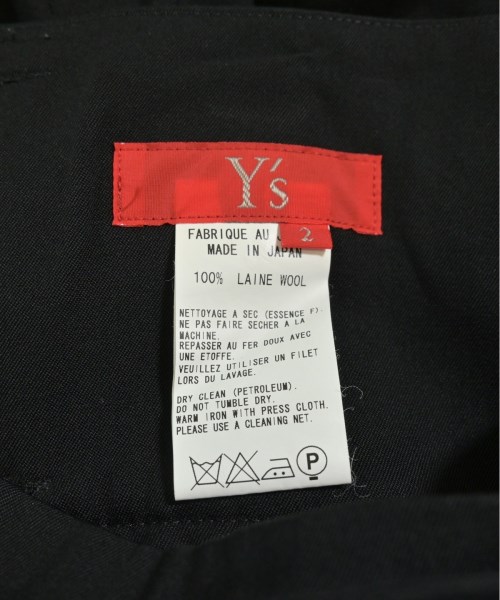 Y's
2
FABRIQUE AU
MADE IN JAPAN
100% LAINE WOOL
NETTOYAGE A SEC (ESSENCE F).
NE PAS FAIRE SECHER A LA
MACHINE.
REPASSER AU FER DOUX AVEC
UNE ETOFFE.
VEUILLEZ UTILISER UN FILET
LORS DU LAVAGE.
DRY CLEAN (PETROLEUM).
DO NOT TUMBLE DRY.
WARM IRON WITH PRESS CLOTH.
PLEASE USE A CLEANING NET.
P